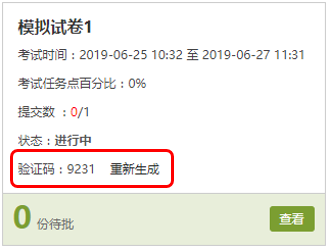 模拟试卷1
考试时间：2019-06-25 10:32 至 2019-06-27 11:31
考试任务点百分比：0%
提交数 ：0/1
状态：进行中
验证码：9231 重新生成
0 份待批 查看